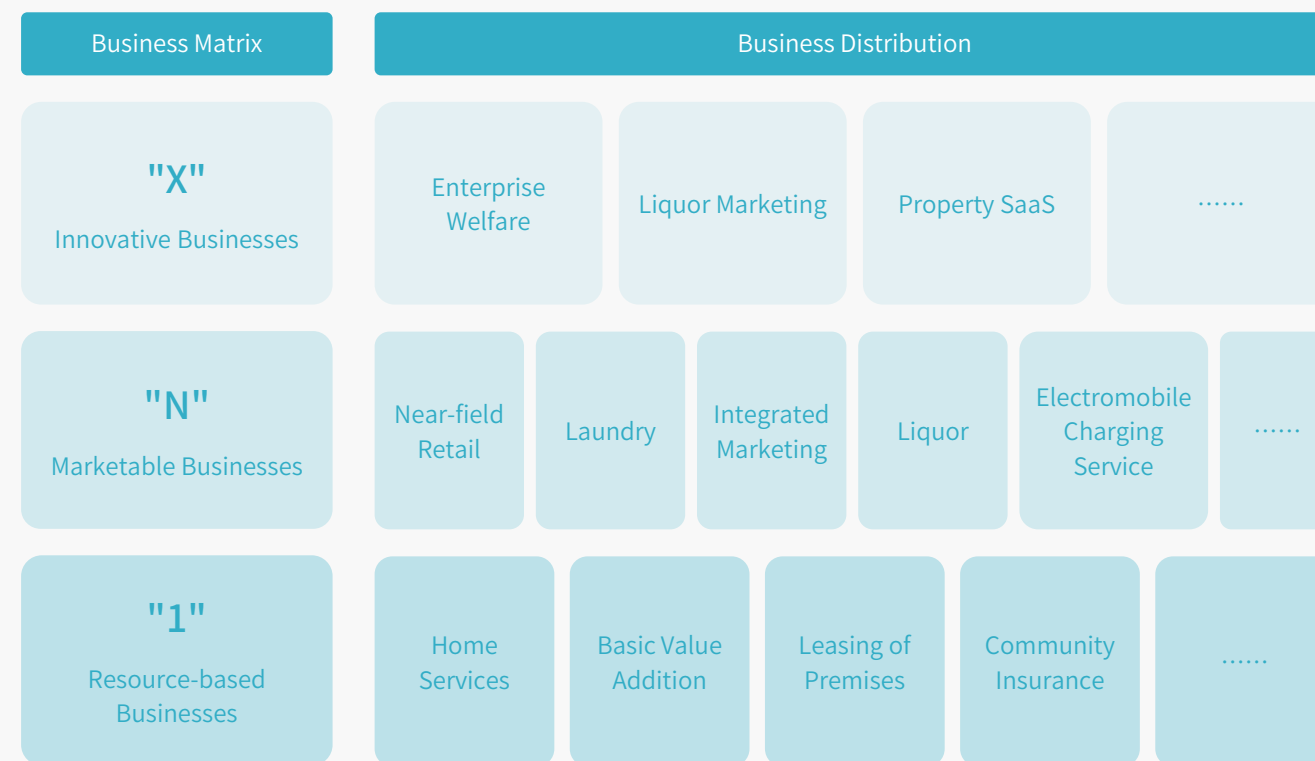 Business Matrix
Business Distribution
"X"
Innovative Businesses
Enterprise
Welfare
Liquor Marketing
Property SaaS
······
"N"
Marketable Businesses
Near-field
Retail
Laundry
Integrated
Marketing
Liquor
Electromobile
Charging
Service
······
"1"
Resource-based
Businesses
Home
Services
Basic Value
Addition
Leasing of
Premises
Community
Insurance
······